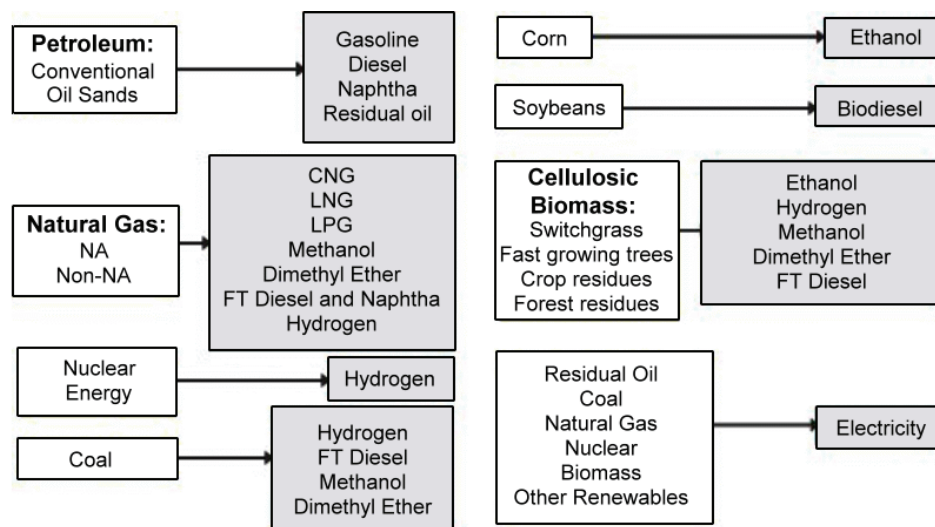 Petroleum:
Conventional
Oil Sands
Gasoline
Diesel
Naphtha
Residual oil
Natural Gas:
NA
Non-NA
CNG
LNG
LPG
Methanol
Dimethyl Ether
FT Diesel and Naphtha
Hydrogen
Nuclear
Energy
Hydrogen
Coal
Hydrogen
FT Diesel
Methanol
Dimethyl Ether
Corn
Ethanol
Soybeans
Biodiesel
Cellulosic
Biomass:
Switchgrass
Fast growing trees
Crop residues
Forest residues
Ethanol
Hydrogen
Methanol
Dimethyl Ether
FT Diesel
Residual Oil
Coal
Natural Gas
Nuclear
Biomass
Other Renewables
Electricity